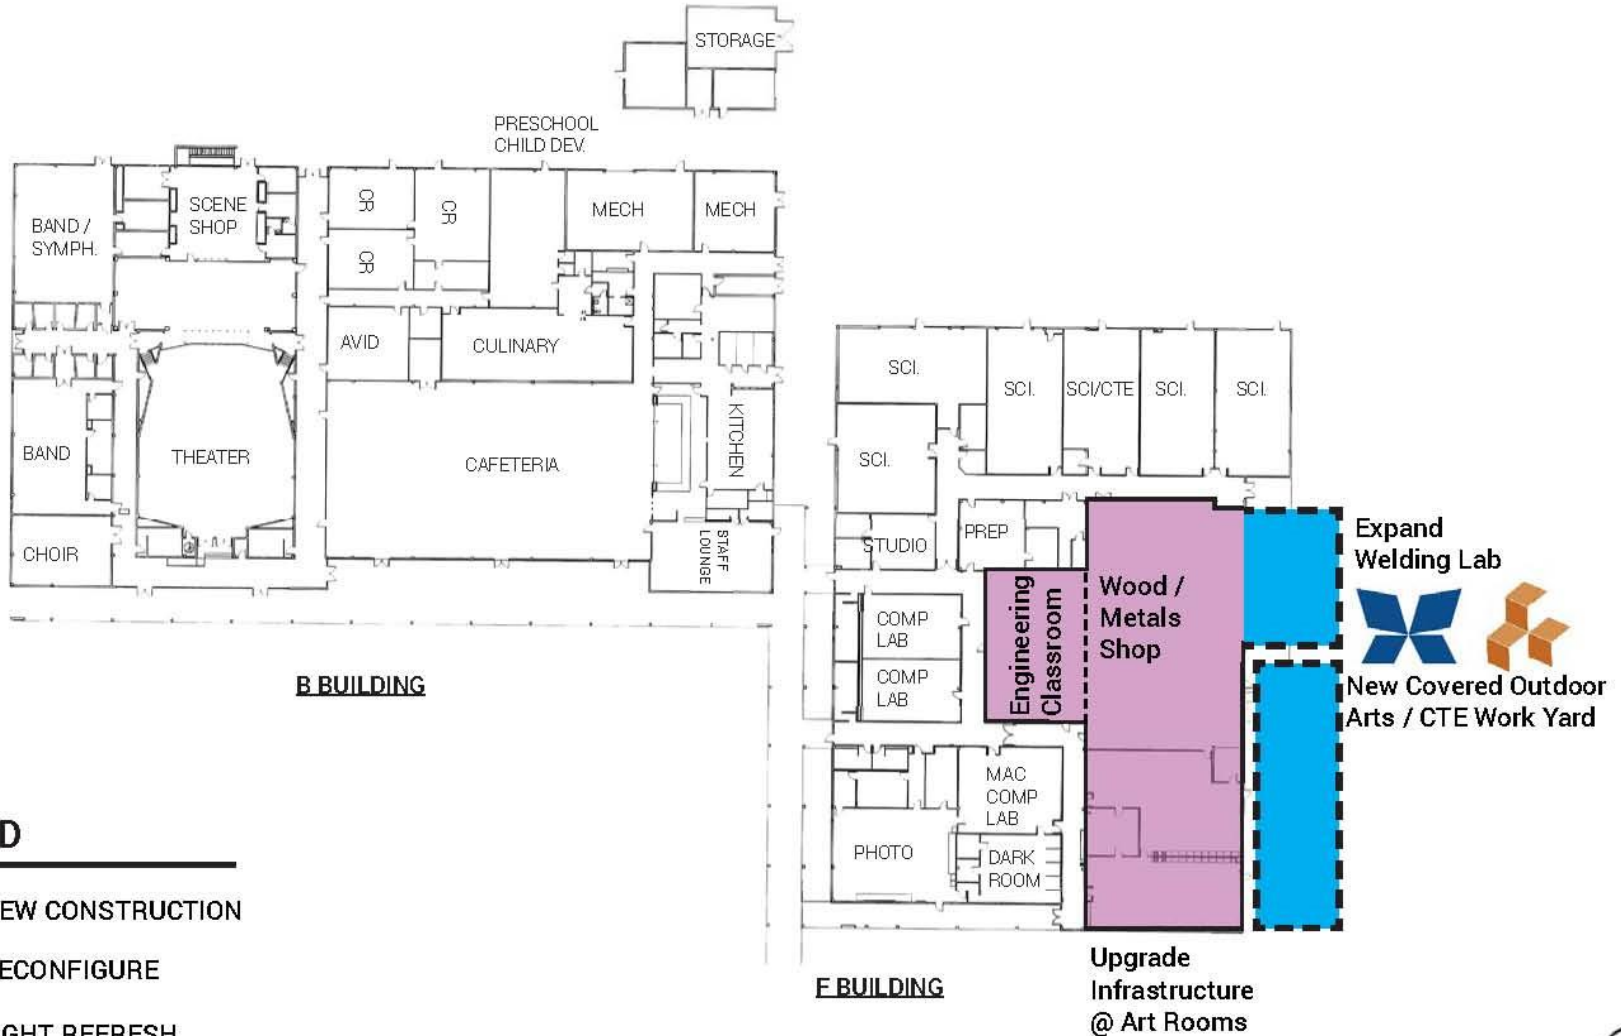 STORAGE
PRESCHOOL
CHILD DEV.
BAND /
SYMPH.
SCENE
SHOP
CR
CR
CR
MECH
MECH
AVID
CULINARY
BAND
THEATER
CAFETERIA
KITCHEN
CHOIR
STAFF
LOUNGE
B BUILDING
SCI.
SCI.
SCI/CTE
SCI.
SCI.
SCI.
STUDIO
PREP
COMP
LAB
COMP
LAB
Engineering
Classroom
Wood /
Metals
Shop
Expand
Welding Lab
New Covered Outdoor
Arts / CTE Work Yard
MAC
COMP
LAB
PHOTO
DARK
ROOM
F BUILDING
Upgrade
Infrastructure
@ Art Rooms
D
EW CONSTRUCTION
ECONFIGURE
GHT REFRESH